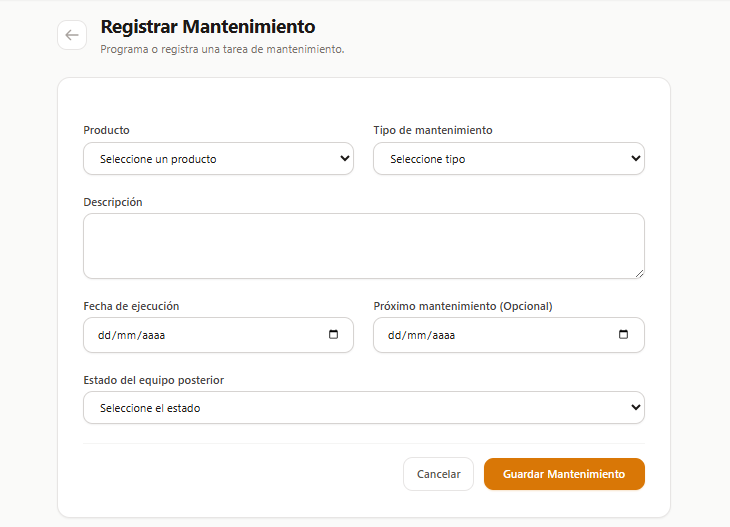 Registrar Mantenimiento
Programa o registra una tarea de mantenimiento.
Producto
Tipo de mantenimiento
Seleccione un producto
Seleccione tipo
Descripción
Fecha de ejecución
Próximo mantenimiento (Opcional)
dd/mm/aaaa
dd/mm/aaaa
Estado del equipo posterior
Seleccione el estado
Cancelar
Guardar Mantenimiento